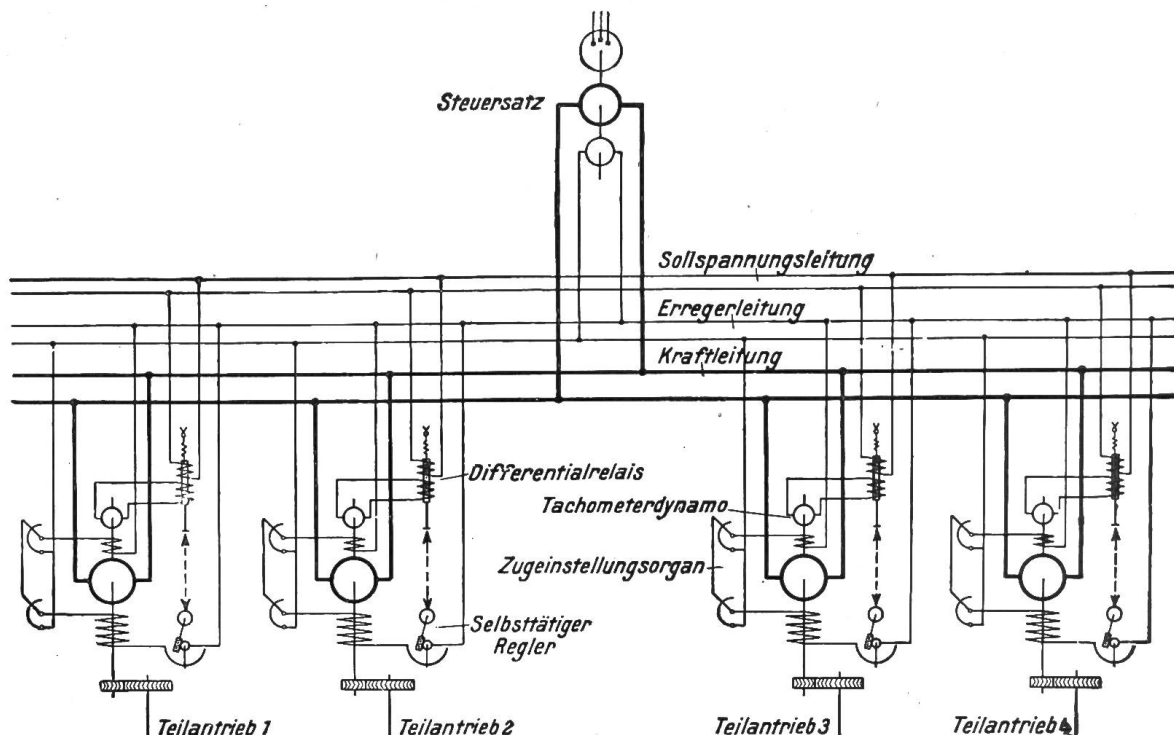 Steuersatz
Sollspannungsleitung
Erregerleitung
Kraftleitung
Differentialrelais
Tachometerdynamo
Zugeinstellungsorgan
Selbsttätiger
Regler
Teilantrieb 1
Teilantrieb 2
Teilantrieb 3
Teilantrieb 4